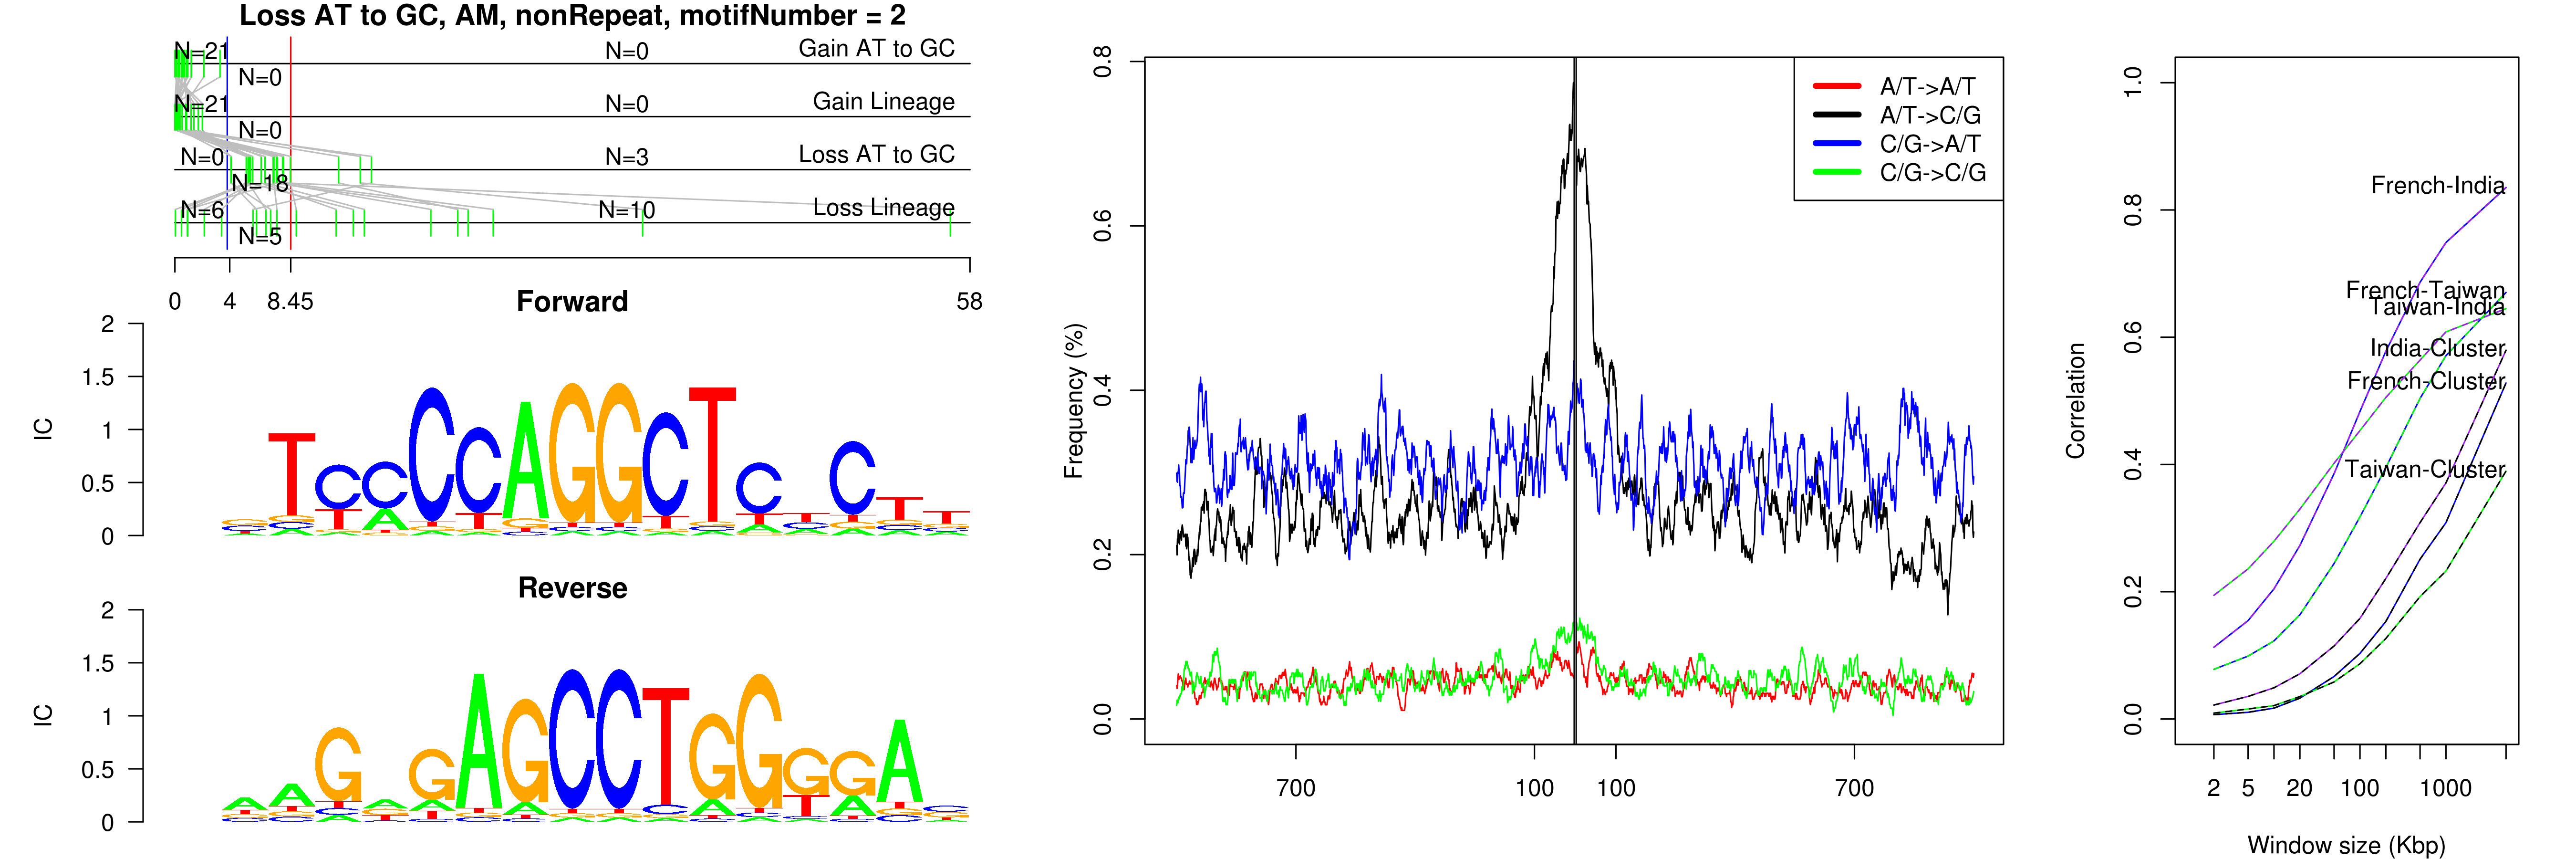 Loss AT to GC, AM, nonRepeat, motifNumber = 2
N=21 N=0 Gain AT to GC
N=0
N=21 N=0 Gain Lineage
N=0
N=0 N=3 Loss AT to GC
N=18
N=6 N=10 Loss Lineage
N=5
0 4 8.45 58
Forward
IC
2
1.5
1
0.5
0
TCCCCAGGCTC CTT
Reverse
IC
2
1.5
1
0.5
0
AAG GAGCCTGGGGA
Frequency (%)
0.8
0.6
0.4
0.2
0.0
A/T->A/T
A/T->C/G
C/G->A/T
C/G->C/G
700 100 100 700
Correlation
1.0
0.8
0.6
0.4
0.2
0.0
French-India
French-Taiwan
Taiwan-India
India-Cluster
French-Cluster
Taiwan-Cluster
2 5 20 100 1000
Window size (Kbp)